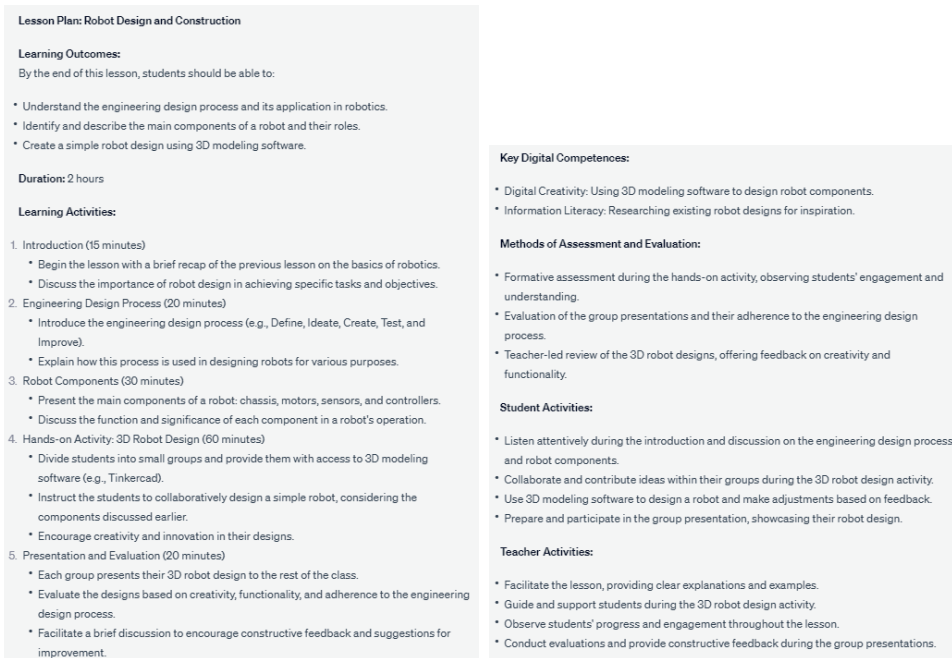 Lesson Plan: Robot Design and Construction
Learning Outcomes:
By the end of this lesson, students should be able to:
• Understand the engineering design process and its application in robotics.
• Identify and describe the main components of a robot and their roles.
• Create a simple robot design using 3D modeling software.
Duration: 2 hours
Learning Activities:
1. Introduction (15 minutes)
• Begin the lesson with a brief recap of the previous lesson on the basics of robotics.
• Discuss the importance of robot design in achieving specific tasks and objectives.
2. Engineering Design Process (20 minutes)
• Introduce the engineering design process (e.g., Define, Ideate, Create, Test, and
Improve).
• Explain how this process is used in designing robots for various purposes.
3. Robot Components (30 minutes)
• Present the main components of a robot: chassis, motors, sensors, and controllers.
• Discuss the function and significance of each component in a robot's operation.
4. Hands-on Activity: 3D Robot Design (60 minutes)
• Divide students into small groups and provide them with access to 3D modeling
software (e.g., Tinkercad).
• Instruct the students to collaboratively design a simple robot, considering the
components discussed earlier.
• Encourage creativity and innovation in their designs.
5. Presentation and Evaluation (20 minutes)
• Each group presents their 3D robot design to the rest of the class.
• Evaluate the designs based on creativity, functionality, and adherence to the engineering
design process.
• Facilitate a brief discussion to encourage constructive feedback and suggestions for
improvement.
Key Digital Competences:
• Digital Creativity: Using 3D modeling software to design robot components.
• Information Literacy: Researching existing robot designs for inspiration.
Methods of Assessment and Evaluation:
• Formative assessment during the hands-on activity, observing students' engagement and
understanding.
• Evaluation of the group presentations and their adherence to the engineering design
process.
• Teacher-led review of the 3D robot designs, offering feedback on creativity and
functionality.
Student Activities:
• Listen attentively during the introduction and discussion on the engineering design process
and robot components.
• Collaborate and contribute ideas within their groups during the 3D robot design activity.
• Use 3D modeling software to design a robot and make adjustments based on feedback.
• Prepare and participate in the group presentation, showcasing their robot design.
Teacher Activities:
• Facilitate the lesson, providing clear explanations and examples.
• Guide and support students during the 3D robot design activity.
• Observe students' progress and engagement throughout the lesson.
• Conduct evaluations and provide constructive feedback during the group presentations.